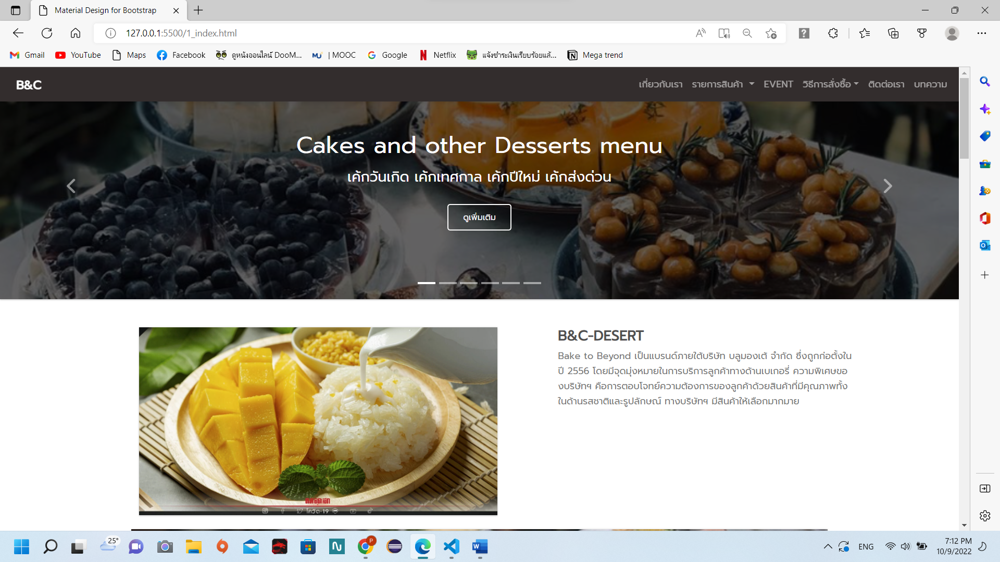 Material Design for Bootstrap
127.0.0.1:5500/1_index.html
Gmail YouTube Maps Facebook ดูหนังออนไลน์ DooM... | MOOC Google Netflix แจ้งชำระเงินเรียบร้อยแล้... Mega trend
B&C เกี่ยวกับเรา รายการสินค้า EVENT วิธีการสั่งซื้อ ติดต่อเรา บทความ
Cakes and other Desserts menu
เค้กวันเกิด เค้กเทศกาล เค้กปีใหม่ เค้กส่งด่วน
ดูเพิ่มเติม
B&C-DESERT
Bake to Beyond เป็นแบรนด์ภายใต้บริษัท บลูมองเต้ จำกัด ซึ่งถูกก่อตั้งใน
ปี 2556 โดยมีจุดมุ่งหมายในการบริการลูกค้าทางด้านเบเกอรี่ ความพิเศษขอ
งบริษัทฯ คือการตอบโจทย์ความต้องการของลูกค้าด้วยสินค้าที่มีคุณภาพทั้ง
ในด้านรสชาติและรูปลักษณ์ ทางบริษัทฯ มีสินค้าให้เลือกมากมาย
โควิด-19
25°
ENG
7:12 PM
10/9/2022